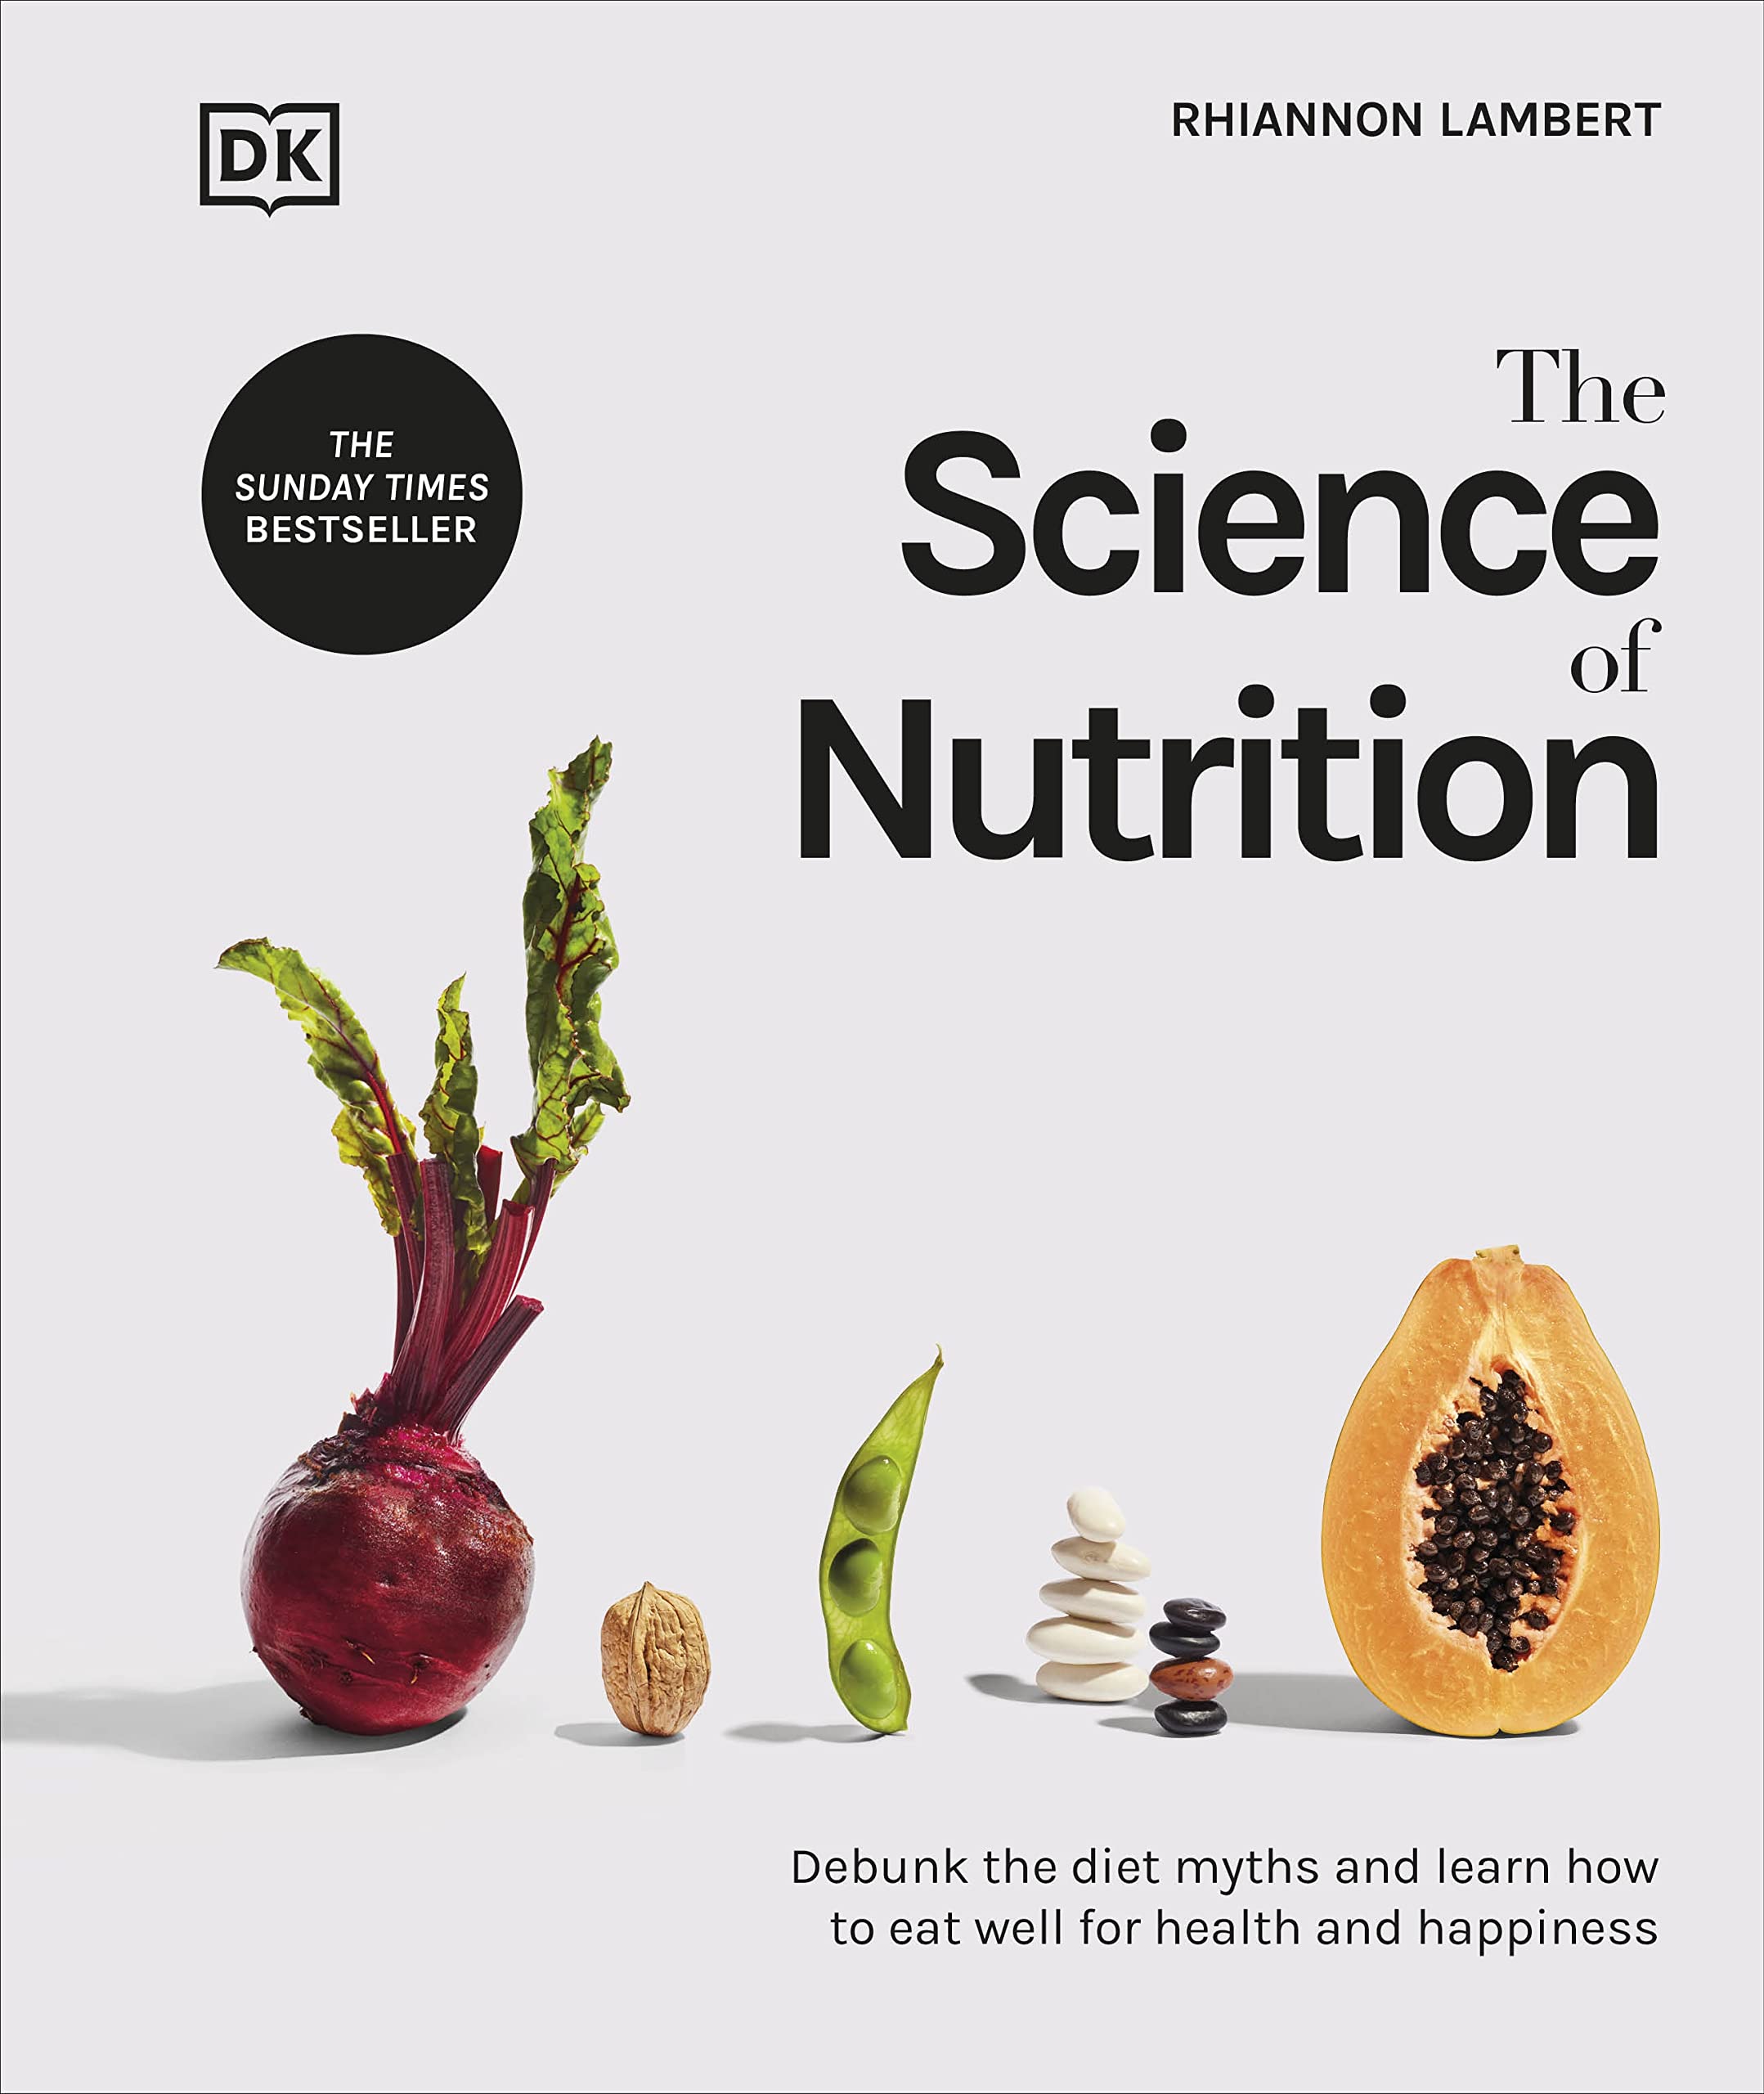 DK
RHIANNON LAMBERT
THE
SUNDAY TIMES
BESTSELLER
The
Science
of
Nutrition
Debunk the diet myths and learn how
to eat well for health and happiness